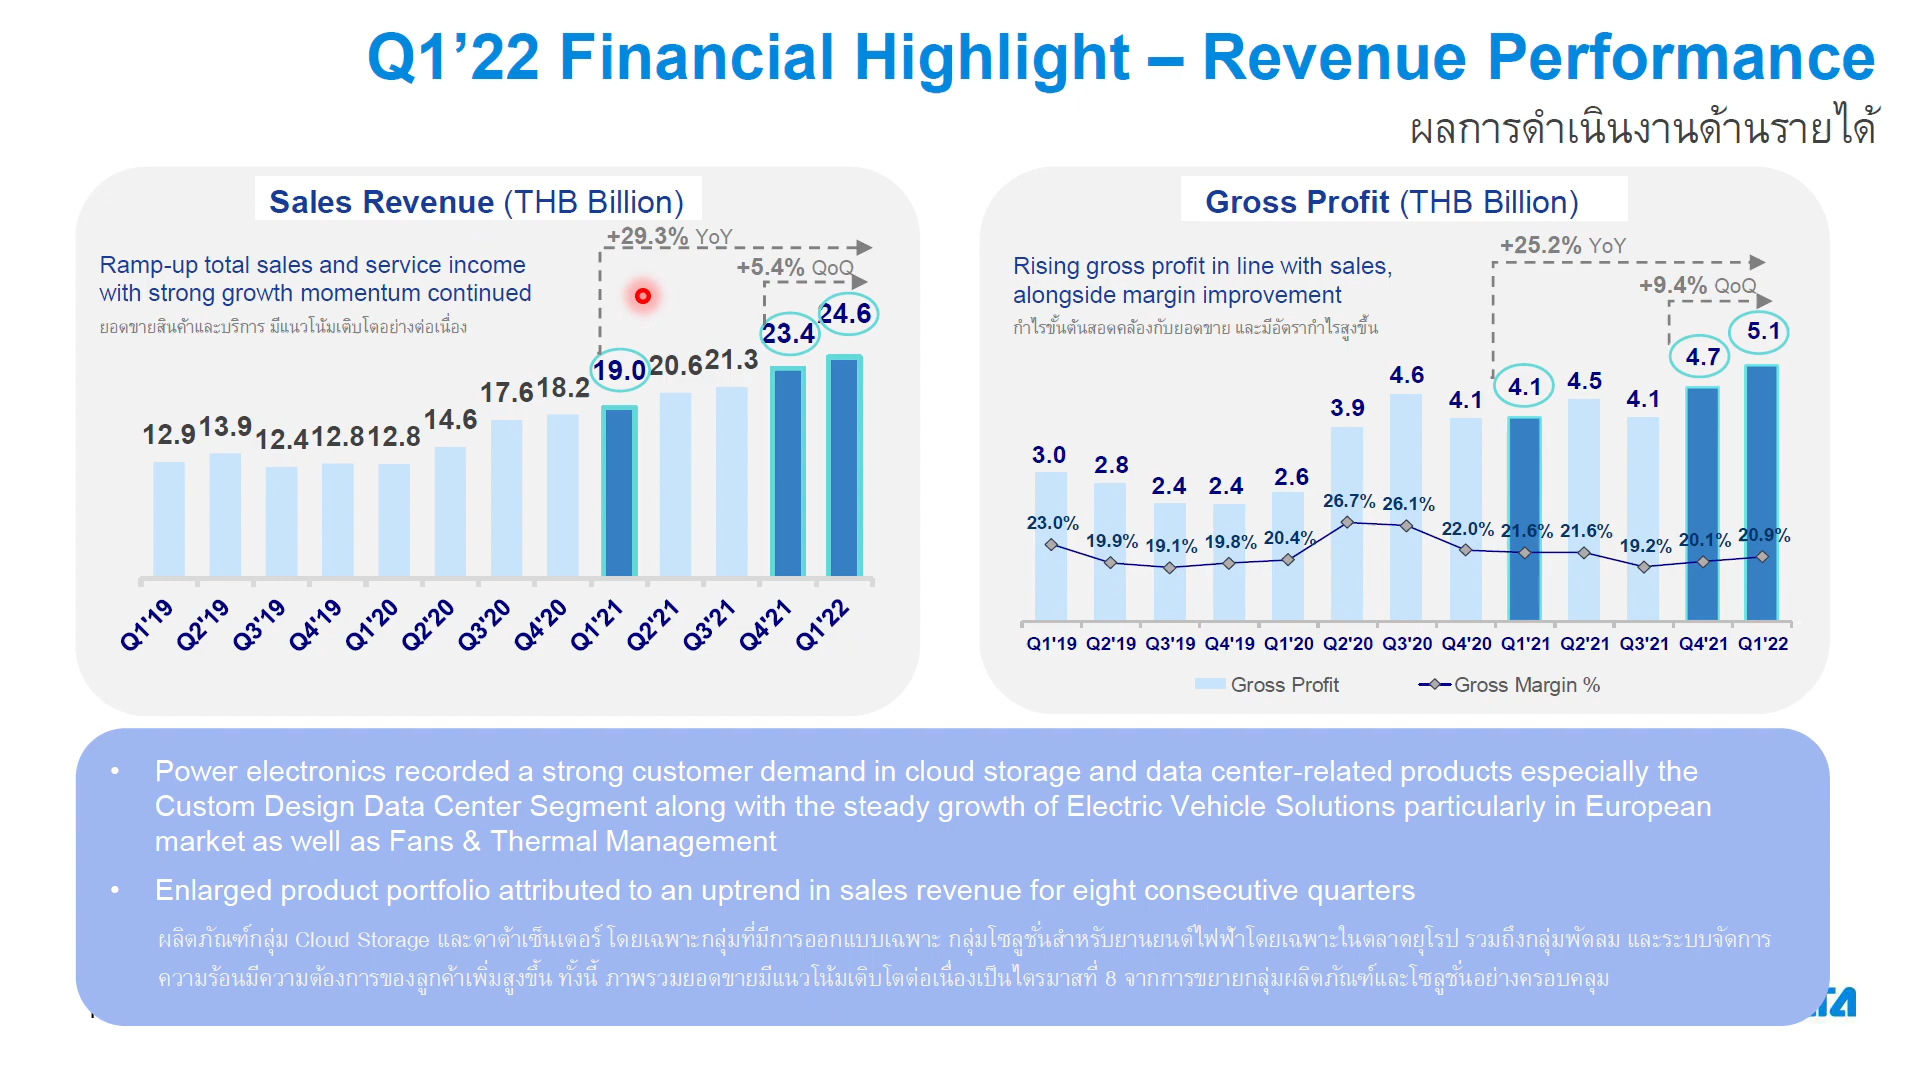 Q1’22 Financial Highlight – Revenue Performance
ผลการดำเนินงานด้านรายได้
Sales Revenue (THB Billion)
+29.3% YoY
+5.4% QoQ
Ramp-up total sales and service income
with strong growth momentum continued
ยอดขายสินค้าและบริการ มีแนวโน้มเติบโตอย่างต่อเนื่อง
12.9 13.9 12.4 12.8 12.8 14.6 17.6 18.2 19.0 20.6 21.3 23.4 24.6
Q1'19 Q2'19 Q3'19 Q4'19 Q1'20 Q2'20 Q3'20 Q4'20 Q1'21 Q2'21 Q3'21 Q4'21 Q1'22
Gross Profit (THB Billion)
+25.2% YoY
+9.4% QoQ
Rising gross profit in line with sales,
alongside margin improvement
กำไรขั้นต้นสอดคล้องกับยอดขาย และมีอัตรากำไรสูงขึ้น
3.0 2.8 2.4 2.4 2.6 3.9 4.6 4.1 4.1 4.5 4.1 4.7 5.1
23.0% 19.9% 19.1% 19.8% 20.4% 26.7% 26.1% 22.0% 21.6% 21.6% 19.2% 20.1% 20.9%
Q1'19 Q2'19 Q3'19 Q4'19 Q1'20 Q2'20 Q3'20 Q4'20 Q1'21 Q2'21 Q3'21 Q4'21 Q1'22
Gross Profit Gross Margin %
• Power electronics recorded a strong customer demand in cloud storage and data center-related products especially the
Custom Design Data Center Segment along with the steady growth of Electric Vehicle Solutions particularly in European
market as well as Fans & Thermal Management
• Enlarged product portfolio attributed to an uptrend in sales revenue for eight consecutive quarters
ผลิตภัณฑ์กลุ่ม Cloud Storage และดาต้าเซ็นเตอร์ โดยเฉพาะกลุ่มที่มีการออกแบบเฉพาะ กลุ่มโซลูชั่นสำหรับยานยนต์ไฟฟ้าโดยเฉพาะในตลาดยุโรป รวมถึงกลุ่มพัดลม และระบบจัดการ
ความร้อนมีความต้องการของลูกค้าเพิ่มสูงขึ้น ทั้งนี้ ภาพรวมยอดขายมีแนวโน้มเติบโตต่อเนื่องเป็นไตรมาสที่ 8 จากการขยายกลุ่มผลิตภัณฑ์และโซลูชั่นอย่างครอบคลุม